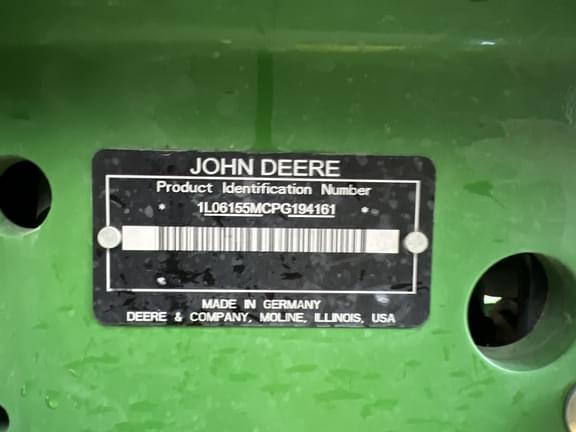 JOHN DEERE
Product Identification Number
* 1L06155MCPG194161 *
MADE IN GERMANY
DEERE & COMPANY, MOLINE, ILLINOIS, USA